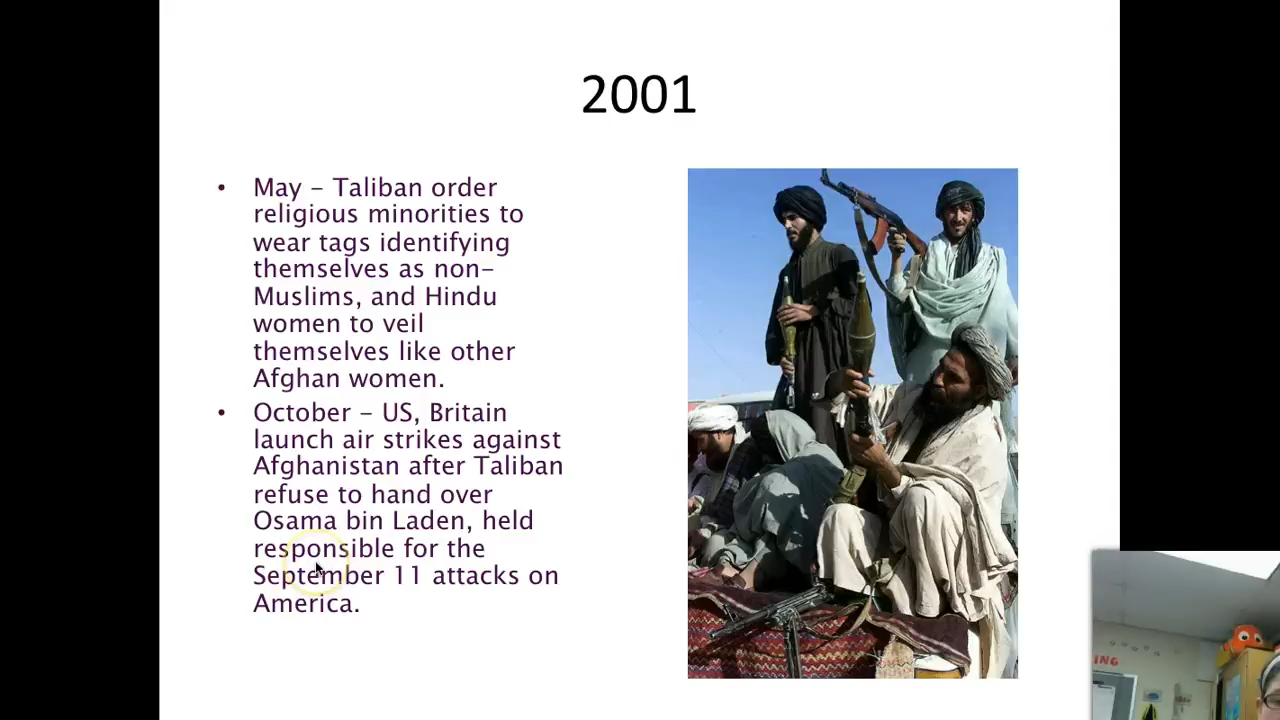 2001
• May – Taliban order
religious minorities to
wear tags identifying
themselves as non-
Muslims, and Hindu
women to veil
themselves like other
Afghan women.
• October – US, Britain
launch air strikes against
Afghanistan after Taliban
refuse to hand over
Osama bin Laden, held
responsible for the
September 11 attacks on
America.
ING